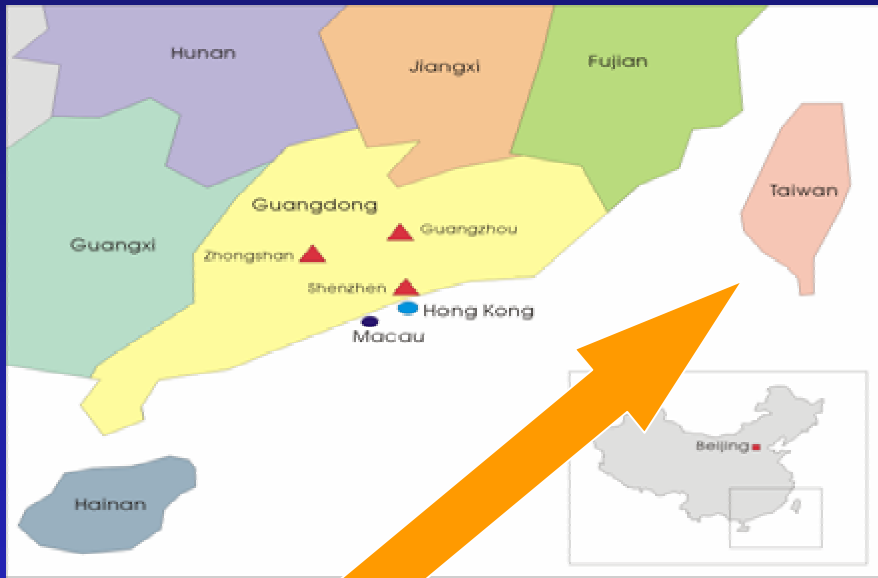 Hunan
Jiangxi
Fujian
Taiwan
Guangdong
Guangzhou
Guangxi
Zhongshan
Shenzhen
Hong Kong
Macau
Beijing
Hainan